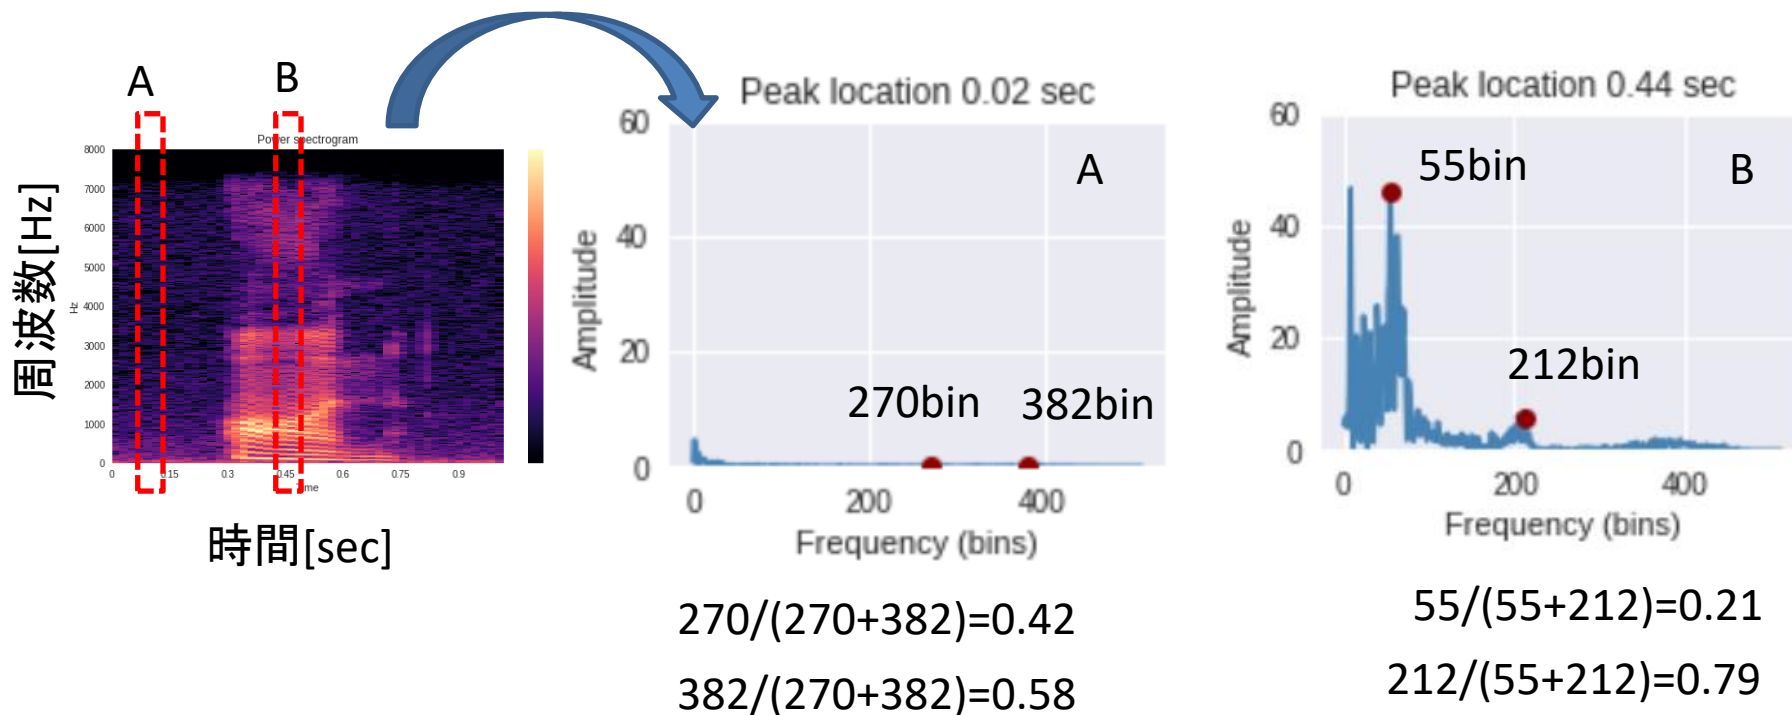 A
B
Power spectrogram
8000
7000
6000
5000
4000
3000
2000
1000
0
Hz
0
0.15
0.3
0.45
0.6
0.75
0.9
Time
周波数[Hz]
時間[sec]
Peak location 0.02 sec
A
60
40
20
0
Amplitude
270bin
382bin
0
200
400
Frequency (bins)
270/(270+382)=0.42
382/(270+382)=0.58
Peak location 0.44 sec
B
60
40
20
0
Amplitude
55bin
212bin
0
200
400
Frequency (bins)
55/(55+212)=0.21
212/(55+212)=0.79